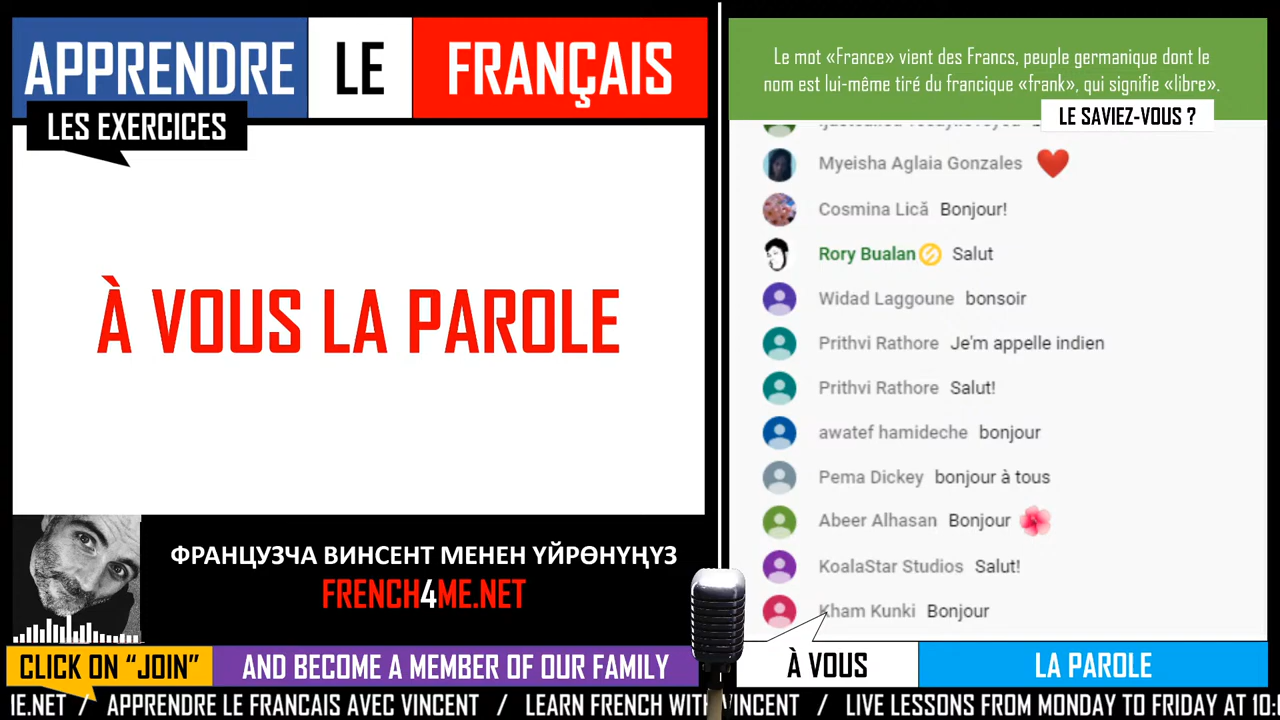 APPRENDRE LE FRANÇAIS
LES EXERCICES
À VOUS LA PAROLE
ФРАНЦУЗЧА ВИНСЕНТ МЕНЕН ҮЙРӨНҮҢҮЗ
FRENCH4ME.NET
CLICK ON “JOIN” AND BECOME A MEMBER OF OUR FAMILY
Le mot «France» vient des Francs, peuple germanique dont le
nom est lui-même tiré du francique «frank», qui signifie «libre».
LE SAVIEZ-VOUS ?
Myeisha Aglaia Gonzales ❤️
Cosmina Lică Bonjour!
Rory Bualan Salut
Widad Laggoune bonsoir
Prithvi Rathore Je'm appelle indien
Prithvi Rathore Salut!
awatef hamideche bonjour
Pema Dickey bonjour à tous
Abeer Alhasan Bonjour 🌺
KoalaStar Studios Salut!
Kham Kunki Bonjour
À VOUS LA PAROLE
IE.NET / APPRENDRE LE FRANCAIS AVEC VINCENT / LEARN FRENCH WITH VINCENT / LIVE LESSONS FROM MONDAY TO FRIDAY AT 10: